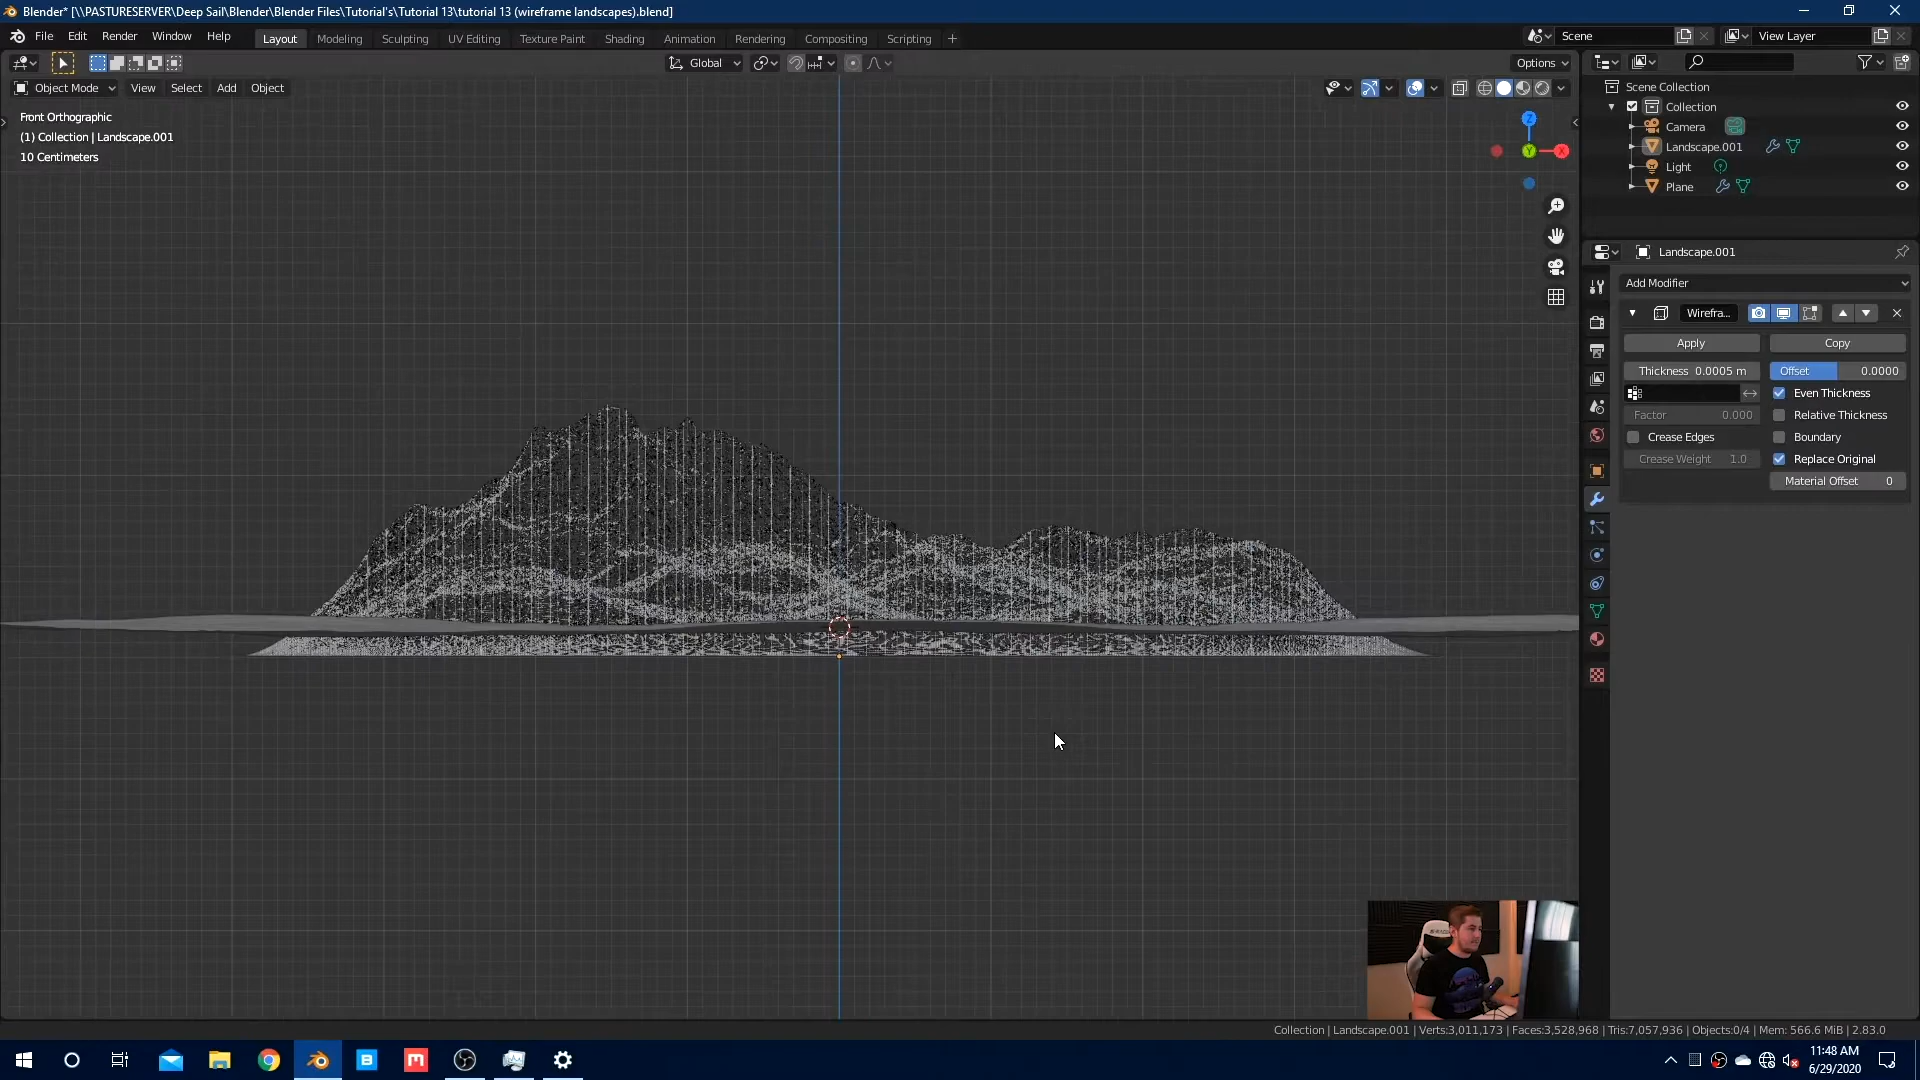 Blender* [\\PASTURESERVER\Deep Sail\Blender\Blender Files\Tutorial's\Tutorial 13\tutorial 13 (wireframe landscapes).blend]
File Edit Render Window Help Layout Modeling Sculpting UV Editing Texture Paint Shading Animation Rendering Compositing Scripting + Scene View Layer
Global Options
Object Mode View Select Add Object
Scene Collection
Collection
Camera
Landscape.001
Light
Plane
Front Orthographic
(1) Collection | Landscape.001
10 Centimeters
Z
Y X
Landscape.001
Add Modifier
Wirefra...
Apply Copy
Thickness 0.0005 m Offset 0.0000
Even Thickness
Factor 0.000 Relative Thickness
Crease Edges Boundary
Crease Weight 1.0 Replace Original
Material Offset 0
Collection | Landscape.001 | Verts:3,011,173 | Faces:3,528,968 | Tris:7,057,936 | Objects:0/4 | Mem: 566.6 MiB | 2.83.0
B M
11:48 AM
6/29/2020